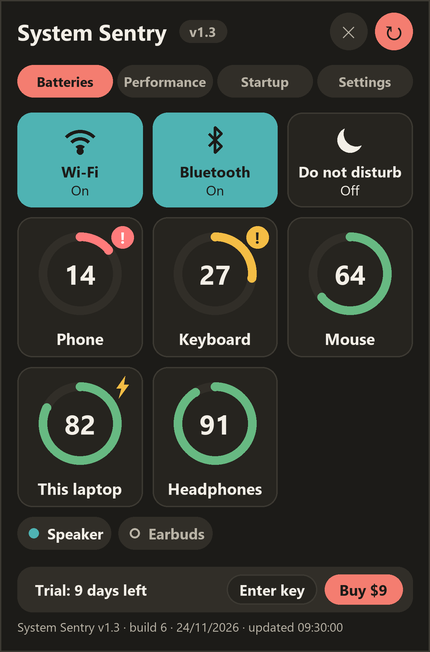 System Sentry v1.3
Batteries Performance Startup Settings
Wi-Fi Bluetooth Do not disturb
On On Off
! !
14 27 64
Phone Keyboard Mouse
82 91
This laptop Headphones
Speaker Earbuds
Trial: 9 days left Enter key Buy $9
System Sentry v1.3 · build 6 · 24/11/2026 · updated 09:30:00